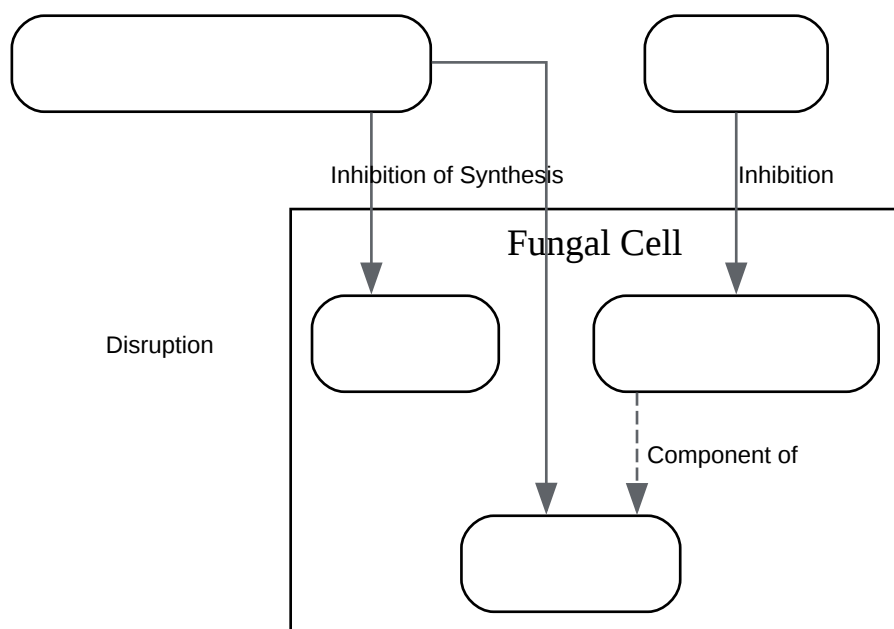 Inhibition of Synthesis
Inhibition
Fungal Cell
Disruption
Component of